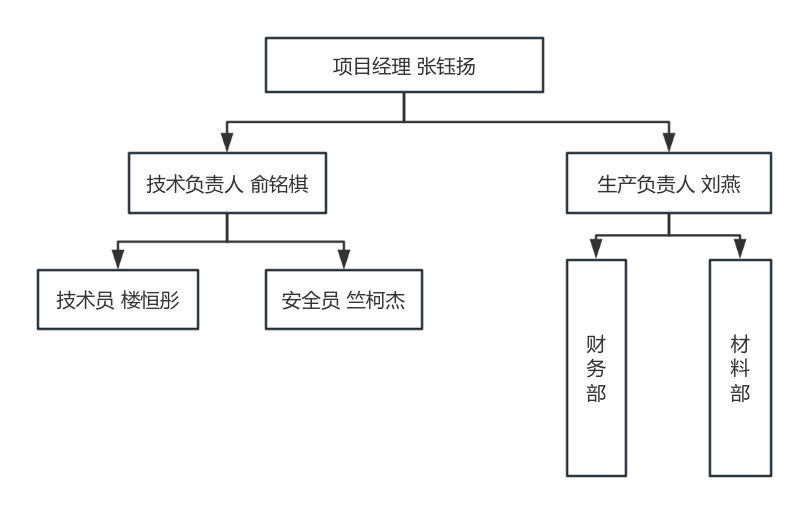 项目经理 张钰扬
技术负责人 俞铭棋
生产负责人 刘燕
技术员 楼恒彤
安全员 竺柯杰
财务部
材料部